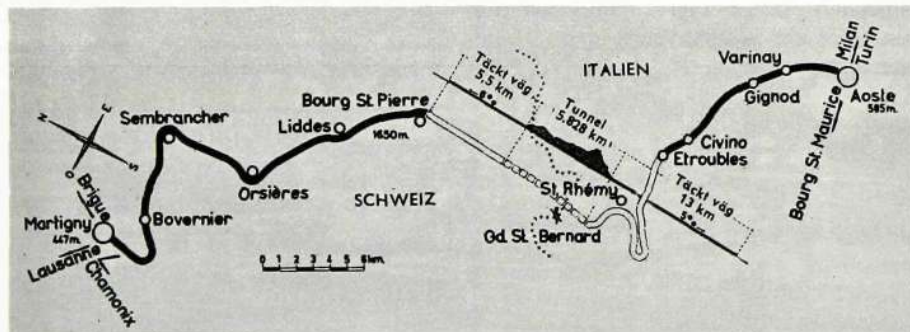 N
E
S
O
Brigue
Martigny
447m.
Lausanne
Chamonix
Bovernier
Sembrancher
Orsières
Liddes
Bourg St. Pierre
1650m.
SCHWEIZ
0 1 2 3 4 5 6km.
Täckt väg
5,5 km
6%
Tunnel
5.828 km
ITALIEN
St. Rhémy
Gd. St. Bernard
Täckt väg
13 km
5%
Etroubles
Civino
Gignod
Varinay
Milan
Turin
Aoste
585m.
Bourg St. Maurice